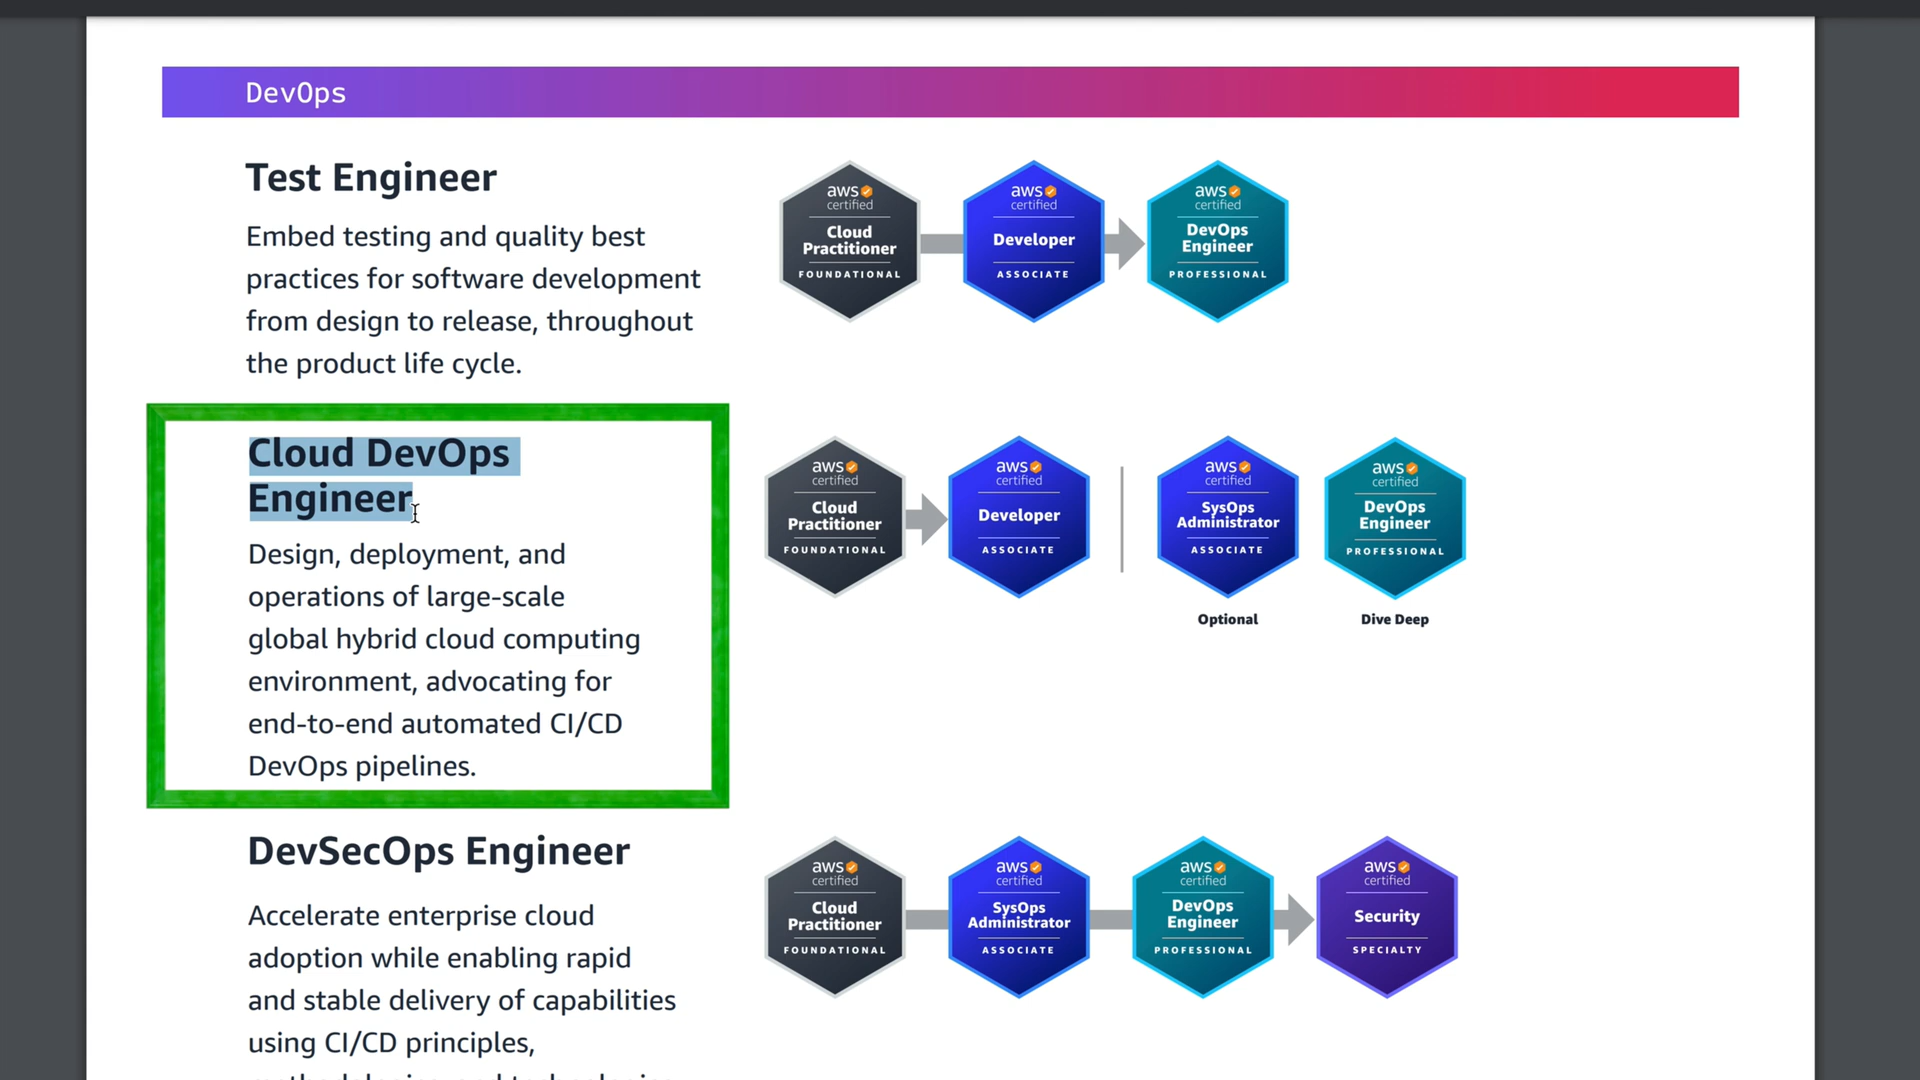 DevOps
Test Engineer
Embed testing and quality best
practices for software development
from design to release, throughout
the product life cycle.
aws
certified
Cloud
Practitioner
FOUNDATIONAL
aws
certified
Developer
ASSOCIATE
aws
certified
DevOps
Engineer
PROFESSIONAL
Cloud DevOps
Engineer
Design, deployment, and
operations of large-scale
global hybrid cloud computing
environment, advocating for
end-to-end automated CI/CD
DevOps pipelines.
aws
certified
Cloud
Practitioner
FOUNDATIONAL
aws
certified
Developer
ASSOCIATE
aws
certified
SysOps
Administrator
ASSOCIATE
Optional
aws
certified
DevOps
Engineer
PROFESSIONAL
Dive Deep
DevSecOps Engineer
Accelerate enterprise cloud
adoption while enabling rapid
and stable delivery of capabilities
using CI/CD principles,
aws
certified
Cloud
Practitioner
FOUNDATIONAL
aws
certified
SysOps
Administrator
ASSOCIATE
aws
certified
DevOps
Engineer
PROFESSIONAL
aws
certified
Security
SPECIALTY